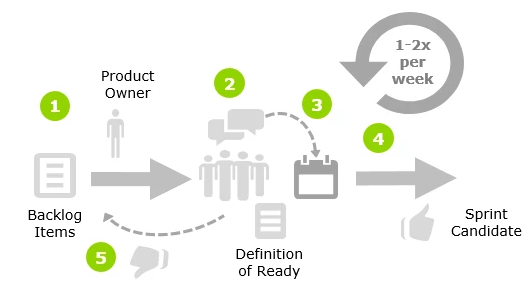 1
Product
Owner
2
3
1-2x
per
week
4
Backlog
Items
5
Definition
of Ready
Sprint
Candidate